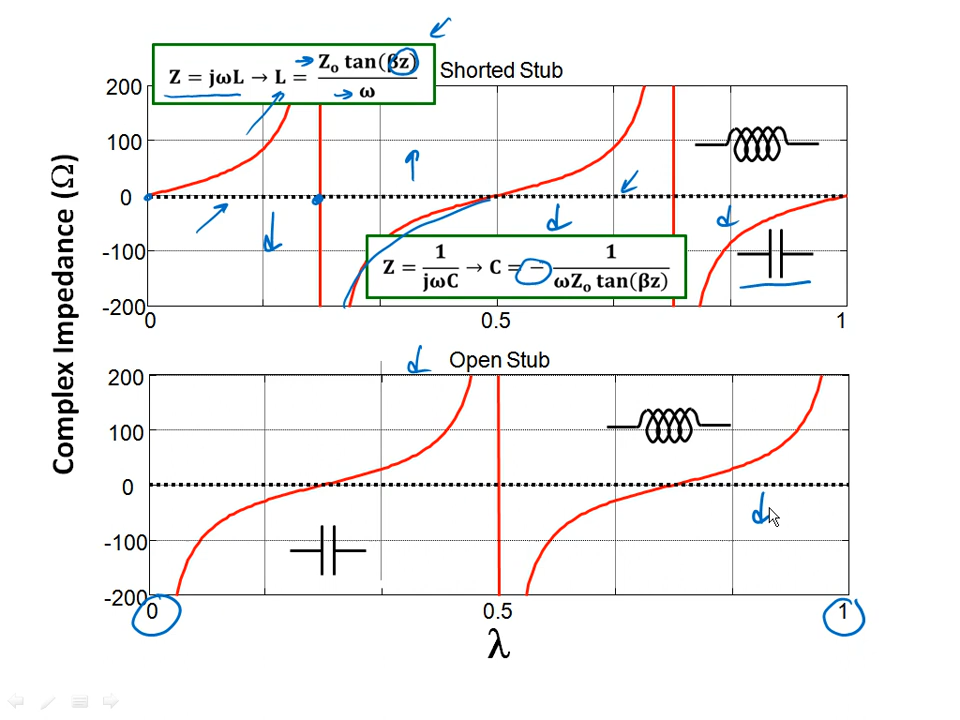 Z = jωL → L = Z₀ tan(βz) / ω
Shorted Stub
200
100
0
-100
-200
0
0.5
1
Z = 1 / jωC → C = − 1 / ωZ₀ tan(βz)
Complex Impedance (Ω)
Open Stub
200
100
0
-100
-200
0
0.5
1
λ